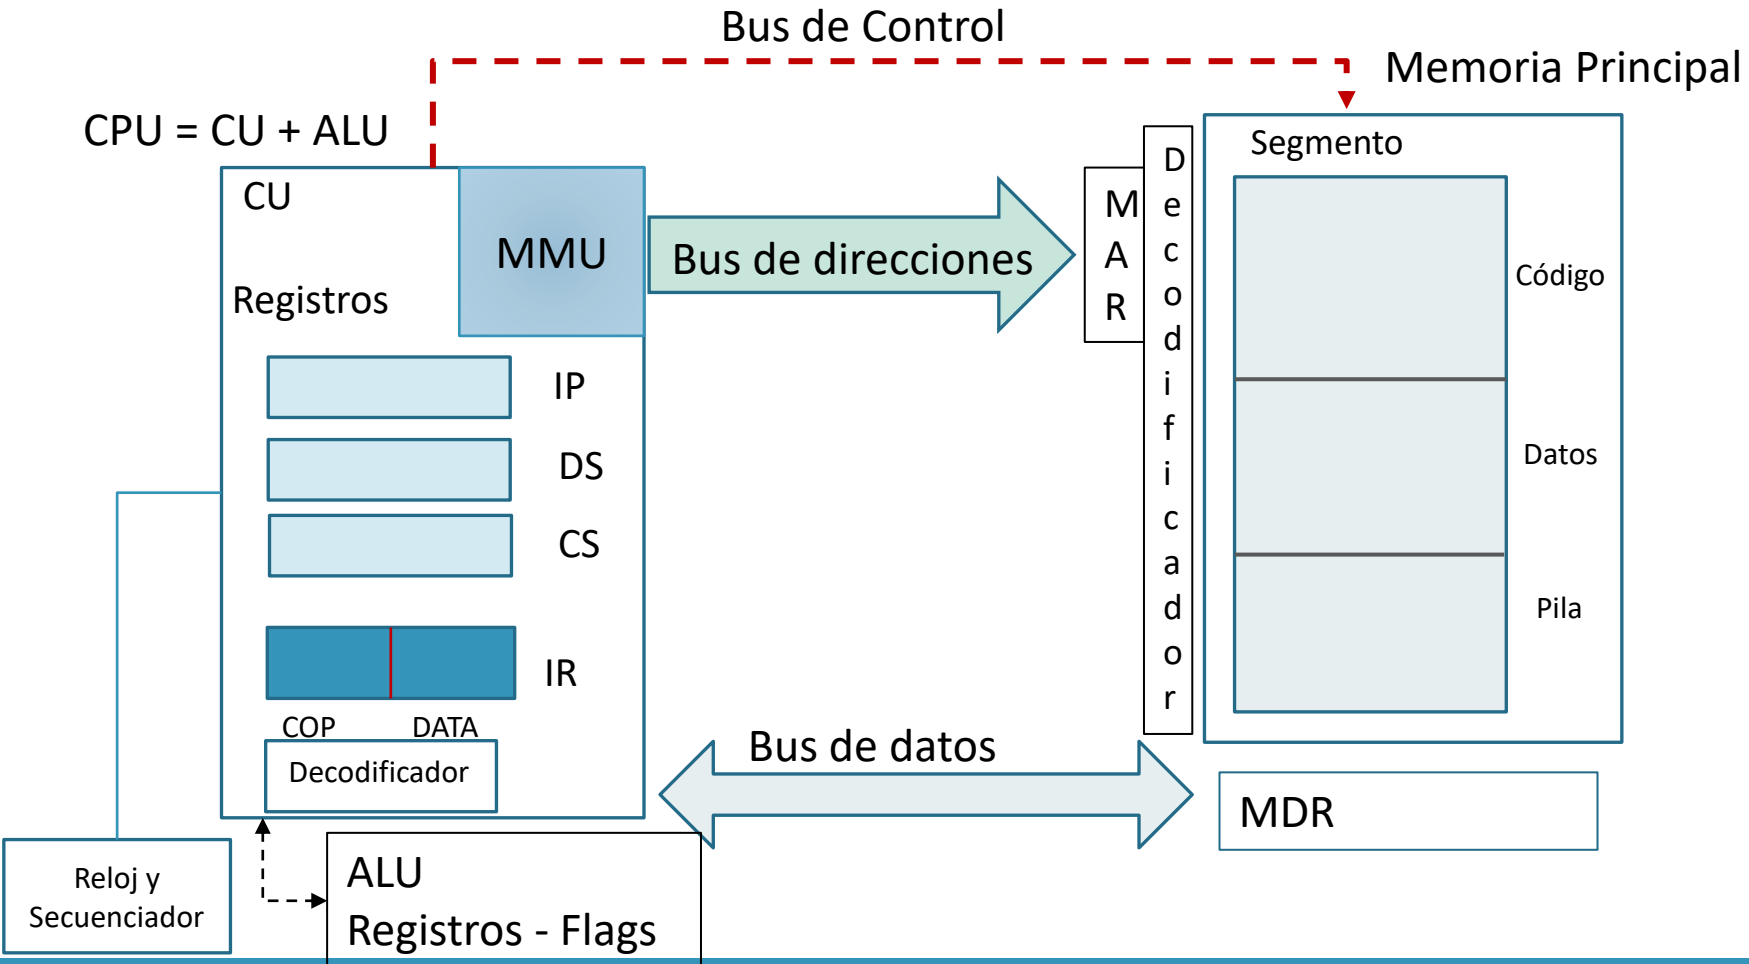 Bus de Control
Memoria Principal
CPU = CU + ALU
CU
MMU
Registros
IP
DS
CS
IR
COP
DATA
Decodificador
Reloj y
Secuenciador
ALU
Registros - Flags
Bus de direcciones
Bus de datos
M
A
R
D
e
c
o
d
i
f
i
c
a
d
o
r
Segmento
Código
Datos
Pila
MDR